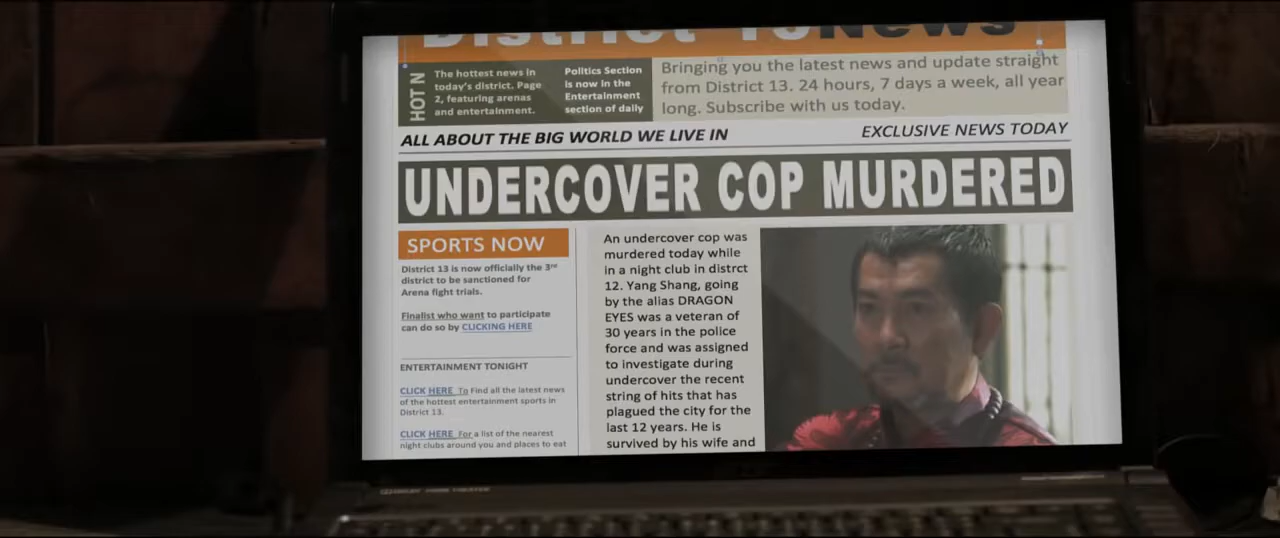 District 13 News
HOT N
The hottest news in
today's district. Page
2, featuring arenas
and entertainment.
Politics Section
is now in the
Entertainment
section of daily
Bringing you the latest news and update straight
from District 13. 24 hours, 7 days a week, all year
long. Subscribe with us today.
ALL ABOUT THE BIG WORLD WE LIVE IN
EXCLUSIVE NEWS TODAY
UNDERCOVER COP MURDERED
SPORTS NOW
District 13 is now officially the 3rd
district to be sanctioned for
Arena fight trials.
Finalist who want to participate
can do so by CLICKING HERE
ENTERTAINMENT TONIGHT
CLICK HERE To Find all the latest news
of the hottest entertainment sports in
District 13.
CLICK HERE For a list of the nearest
night clubs around you and places to eat
An undercover cop was
murdered today while
in a night club in distrct
12. Yang Shang, going
by the alias DRAGON
EYES was a veteran of
30 years in the police
force and was assigned
to investigate during
undercover the recent
string of hits that has
plagued the city for the
last 12 years. He is
survived by his wife and